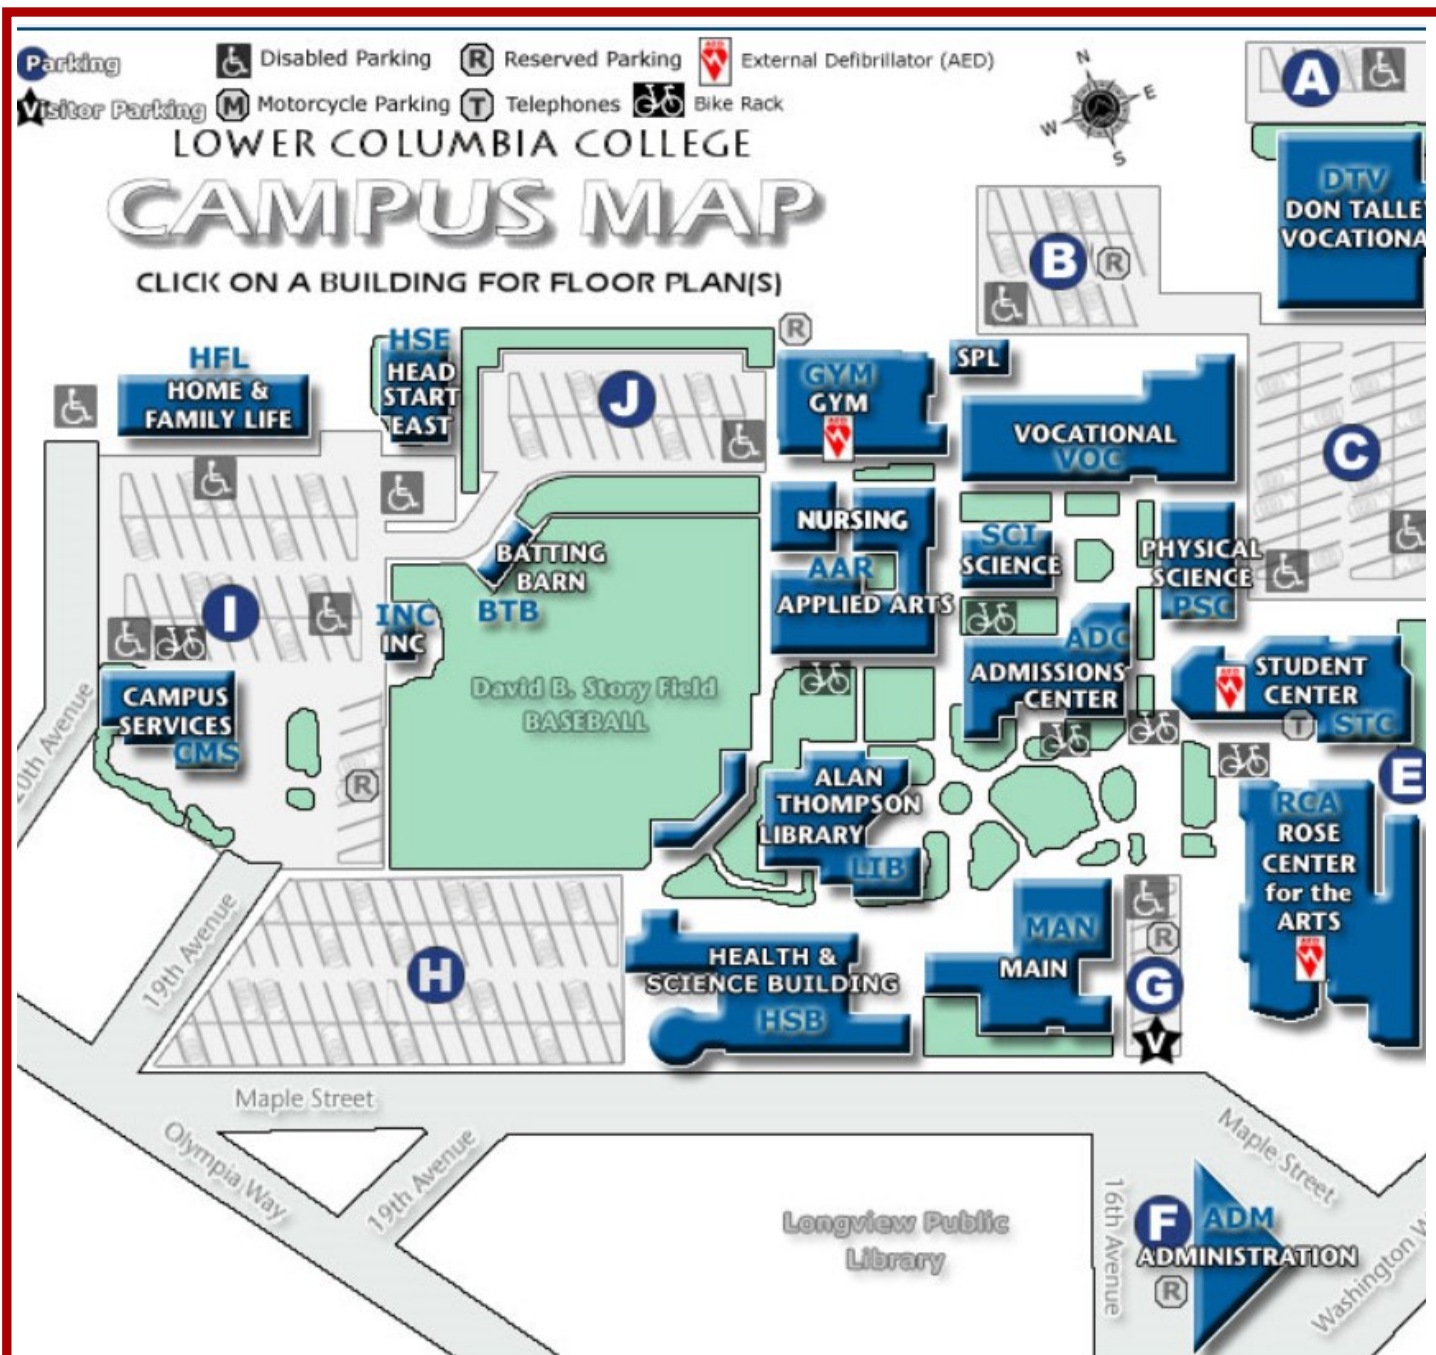 Parking
Disabled Parking
R Reserved Parking
AED External Defibrillator (AED)
V Visitor Parking
M Motorcycle Parking
T Telephones
Bike Rack
N
E
W
S
LOWER COLUMBIA COLLEGE
CAMPUS MAP
CLICK ON A BUILDING FOR FLOOR PLAN(S)
A
DTV
DON TALLE
VOCATIONA
B
R
R
HFL
HOME &
FAMILY LIFE
HSE
HEAD
START
EAST
J
GYM
GYM
AED
SPL
VOCATIONAL
VOC
C
NURSING
AAR
APPLIED ARTS
SCI
SCIENCE
PHYSICAL
SCIENCE
PSC
BATTING
BARN
BTB
I
INC
INC
ADC
ADMISSIONS
CENTER
AED
STUDENT
CENTER
T
STC
CAMPUS
SERVICES
CMS
David B. Story Field
BASEBALL
20th Avenue
R
ALAN
THOMPSON
LIBRARY
LIB
E
RCA
ROSE
CENTER
for the
ARTS
AED
19th Avenue
H
HEALTH &
SCIENCE BUILDING
HSB
MAN
MAIN
R
G
V
Maple Street
Olympia Way
19th Avenue
Maple Street
16th Avenue
Longview Public
Library
F
ADM
ADMINISTRATION
R
Washington W